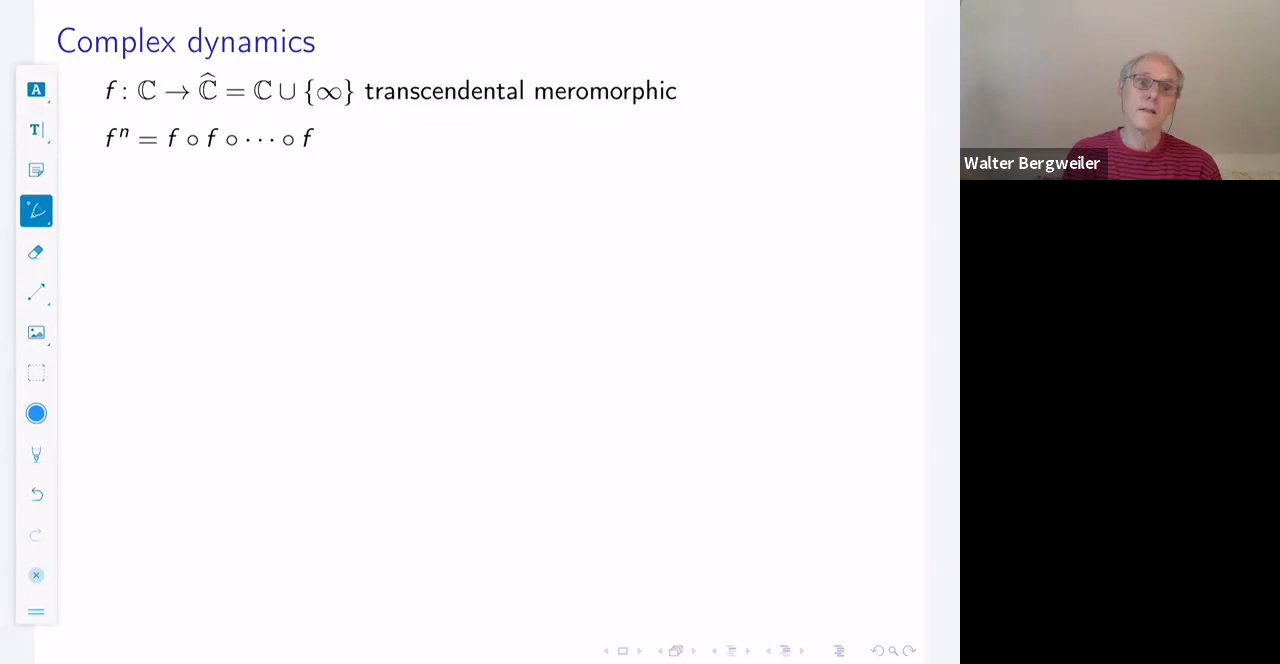 Complex dynamics
f : ℂ → ℂ̂ = ℂ ∪ {∞} transcendental meromorphic
fⁿ = f ∘ f ∘ ⋯ ∘ f
A
T
Walter Bergweiler